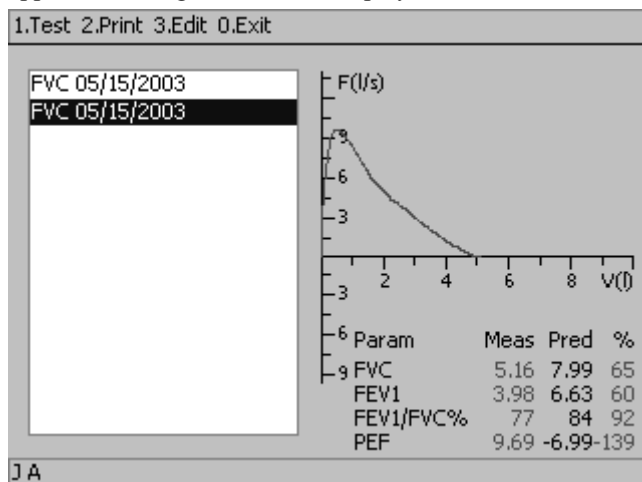 1.Test 2.Print 3.Edit 0.Exit
FVC 05/15/2003
FVC 05/15/2003
F(l/s)
9
6
3
2 4 6 8 V(l)
3
6
9
Param Meas Pred %
FVC 5.16 7.99 65
FEV1 3.98 6.63 60
FEV1/FVC% 77 84 92
PEF 9.69 -6.99 -139
J A